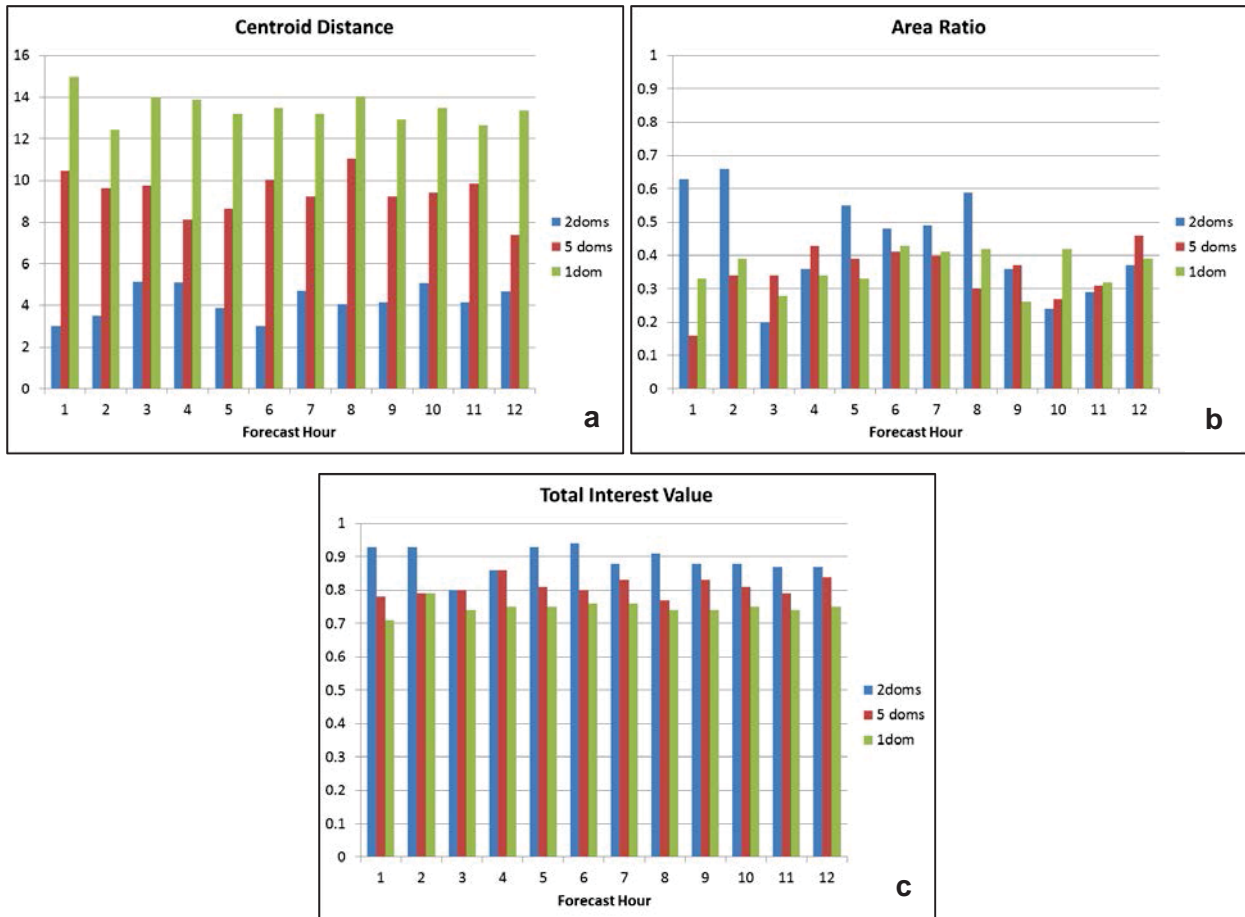 Centroid Distance
16
14
12
10
8
6
4
2
0
1 2 3 4 5 6 7 8 9 10 11 12
Forecast Hour
2doms
5 doms
1dom
a
Area Ratio
1
0.9
0.8
0.7
0.6
0.5
0.4
0.3
0.2
0.1
0
1 2 3 4 5 6 7 8 9 10 11 12
Forecast Hour
2doms
5 doms
1dom
b
Total Interest Value
1
0.9
0.8
0.7
0.6
0.5
0.4
0.3
0.2
0.1
0
1 2 3 4 5 6 7 8 9 10 11 12
Forecast Hour
2doms
5 doms
1dom
c